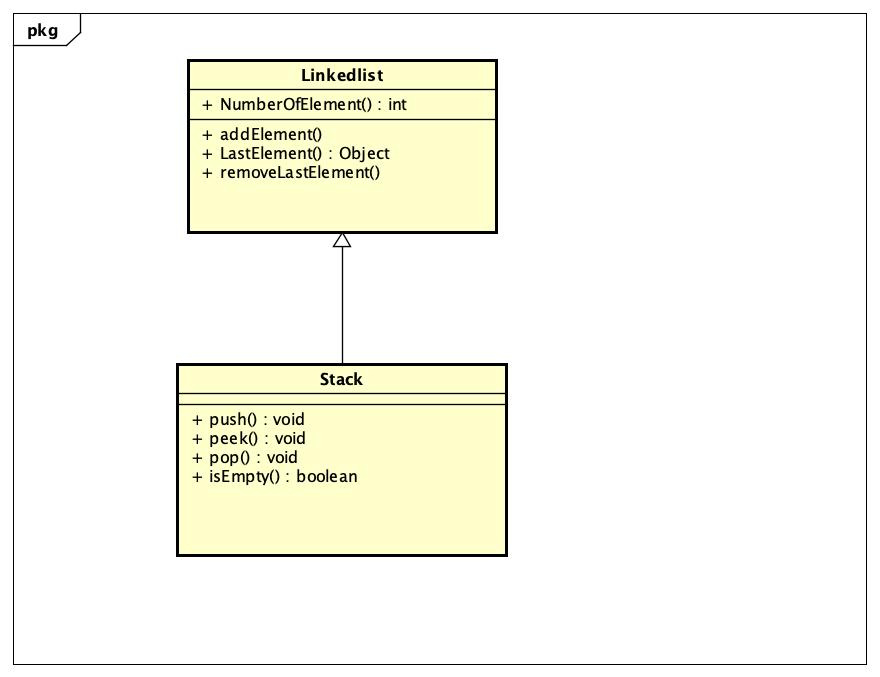 pkg
Linkedlist
+ NumberOfElement() : int
+ addElement()
+ LastElement() : Object
+ removeLastElement()
Stack
+ push() : void
+ peek() : void
+ pop() : void
+ isEmpty() : boolean